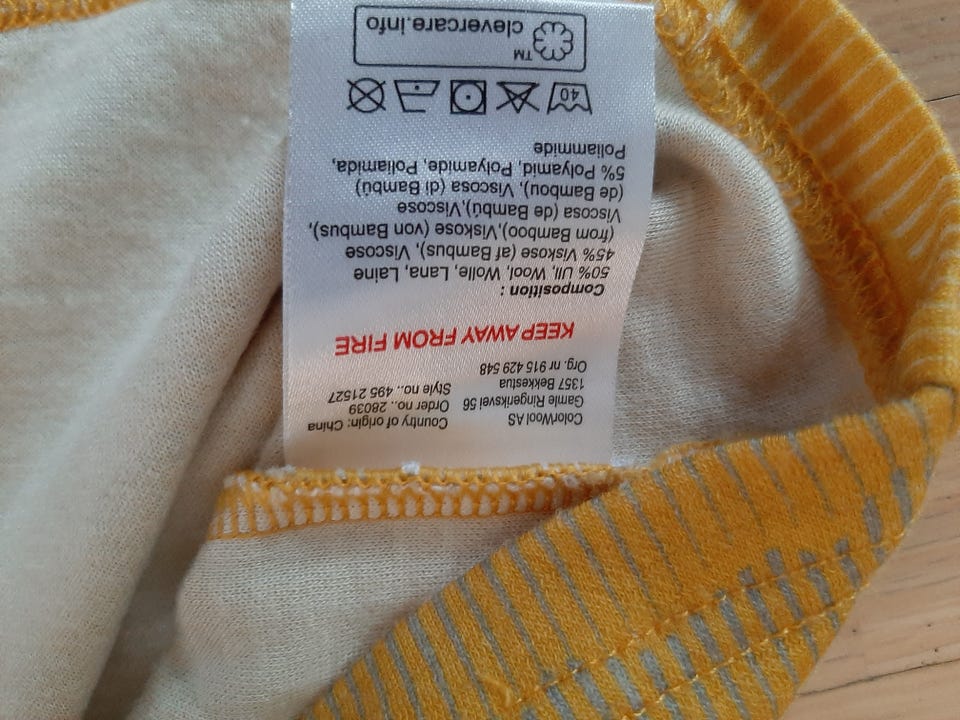 ColorWool AS
Gamle Ringeriksvei 56
1357 Bekkestua
Org. nr 915 429 548
Country of origin: China
Order no.. 28039
Style no.. 495 21527
KEEP AWAY FROM FIRE
Composition :
50% Ull, Wool, Wolle, Lana, Laine
45% Viskose (af Bambus), Viscose
(from Bamboo),Viskose (von Bambus),
Viscosa (de Bambú),Viscose
(de Bambou), Viscosa (di Bambú)
5% Polyamid, Polyamide, Poliamida,
Poliammide
40
TM
clevercare.info